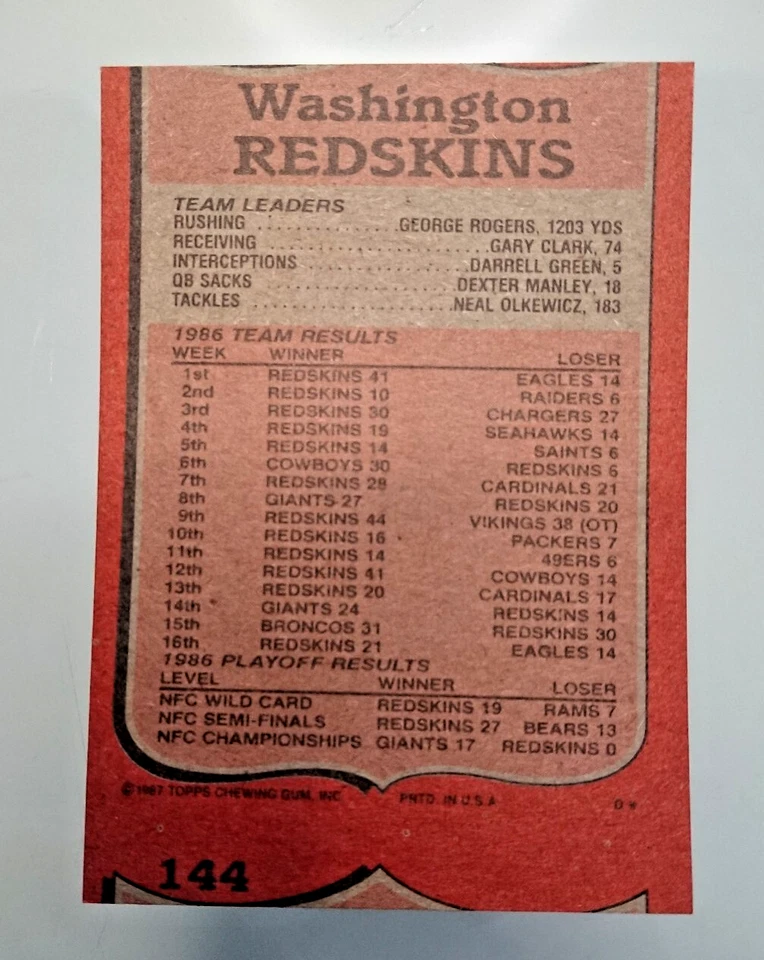 Washington
REDSKINS
TEAM LEADERS
RUSHING ............... GEORGE ROGERS, 1203 YDS
RECEIVING ........................ GARY CLARK, 74
INTERCEPTIONS ................. DARRELL GREEN, 5
QB SACKS .................... DEXTER MANLEY, 18
TACKLES ..................... NEAL OLKEWICZ, 183
1986 TEAM RESULTS
WEEK WINNER LOSER
1st REDSKINS 41 EAGLES 14
2nd REDSKINS 10 RAIDERS 6
3rd REDSKINS 30 CHARGERS 27
4th REDSKINS 19 SEAHAWKS 14
5th REDSKINS 14 SAINTS 6
6th COWBOYS 30 REDSKINS 6
7th REDSKINS 28 CARDINALS 21
8th GIANTS 27 REDSKINS 20
9th REDSKINS 44 VIKINGS 38 (OT)
10th REDSKINS 16 PACKERS 7
11th REDSKINS 14 49ERS 6
12th REDSKINS 41 COWBOYS 14
13th REDSKINS 20 CARDINALS 17
14th GIANTS 24 REDSKINS 14
15th BRONCOS 31 REDSKINS 30
16th REDSKINS 21 EAGLES 14
1986 PLAYOFF RESULTS
LEVEL WINNER LOSER
NFC WILD CARD REDSKINS 19 RAMS 7
NFC SEMI-FINALS REDSKINS 27 BEARS 13
NFC CHAMPIONSHIPS GIANTS 17 REDSKINS 0
© 1987 TOPPS CHEWING GUM, INC PRTD. IN U.S.A D*
144